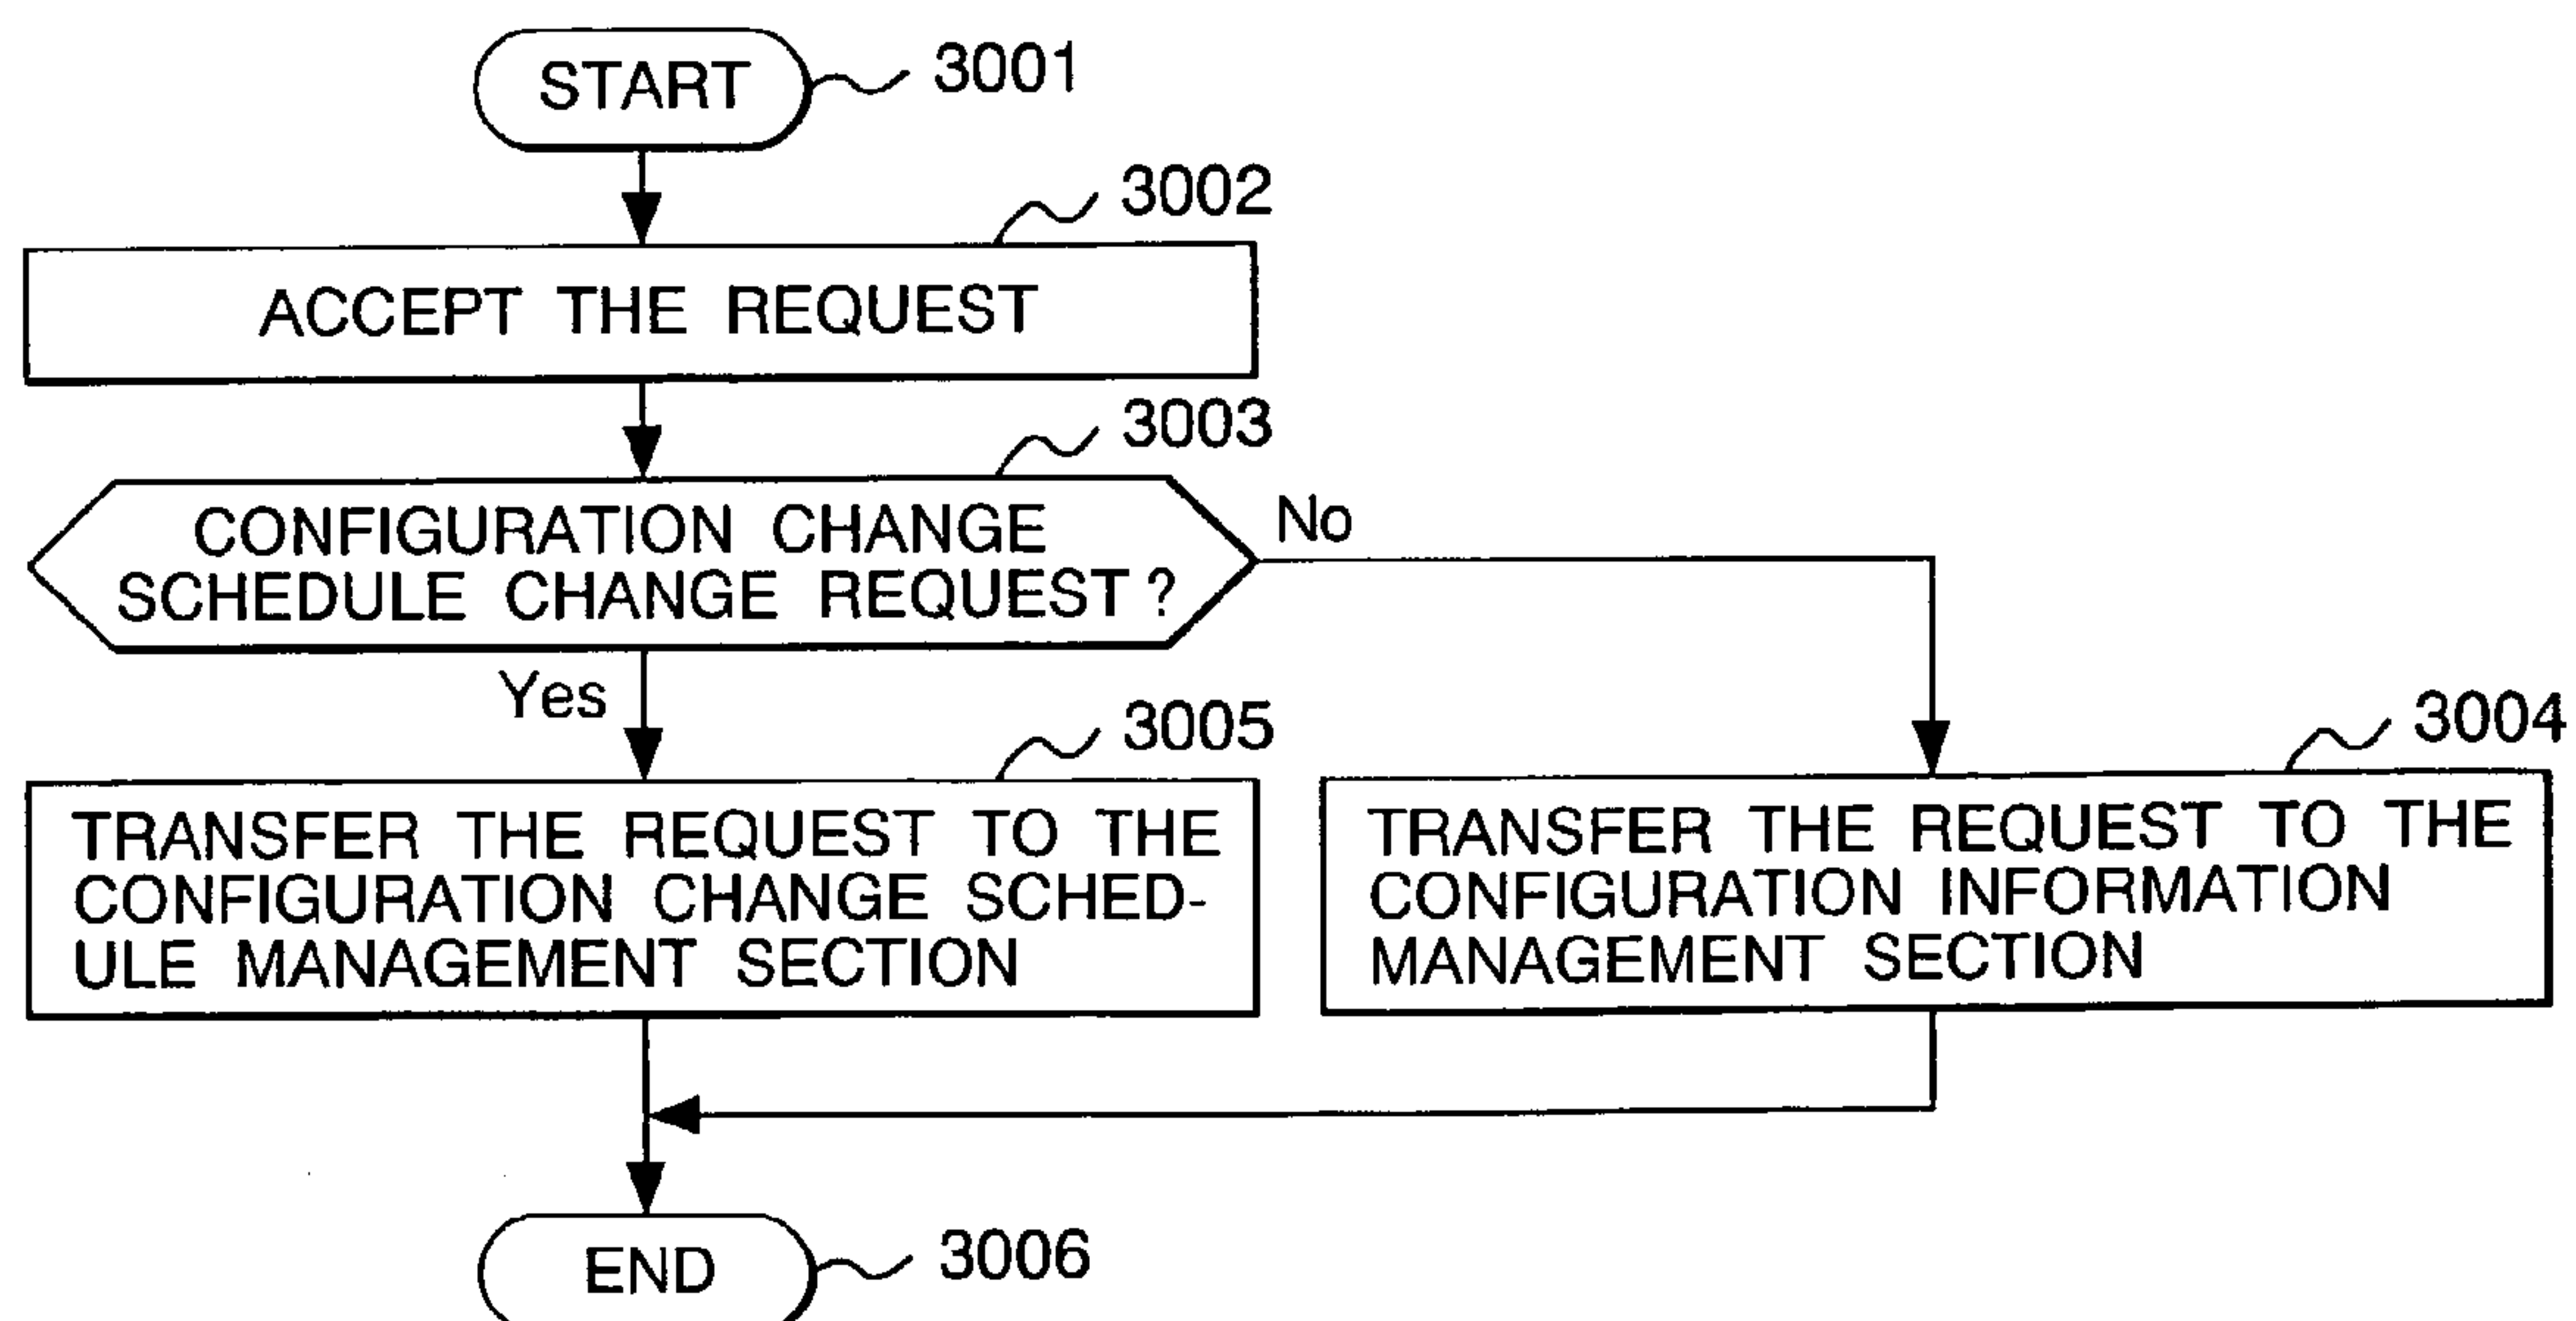 START
3001
3002
ACCEPT THE REQUEST
3003
CONFIGURATION CHANGE
SCHEDULE CHANGE REQUEST ?
No
Yes
3005
TRANSFER THE REQUEST TO THE
CONFIGURATION CHANGE SCHED-
ULE MANAGEMENT SECTION
3004
TRANSFER THE REQUEST TO THE
CONFIGURATION INFORMATION
MANAGEMENT SECTION
END
3006